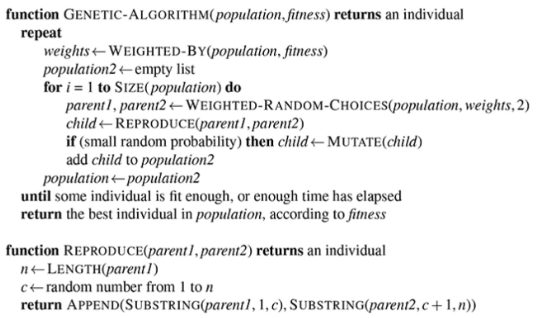 function GENETIC-ALGORITHM(population,fitness) returns an individual
repeat
weights←WEIGHTED-BY(population,fitness)
population2←empty list
for i = 1 to SIZE(population) do
parent1, parent2←WEIGHTED-RANDOM-CHOICES(population, weights, 2)
child←REPRODUCE(parent1, parent2)
if (small random probability) then child←MUTATE(child)
add child to population2
population←population2
until some individual is fit enough, or enough time has elapsed
return the best individual in population, according to fitness
function REPRODUCE(parent1, parent2) returns an individual
n←LENGTH(parent1)
c←random number from 1 to n
return APPEND(SUBSTRING(parent1, 1, c), SUBSTRING(parent2, c + 1, n))